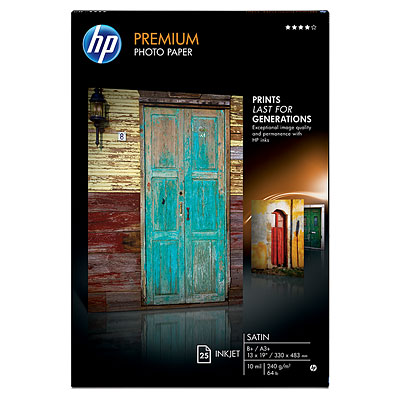 hp
PREMIUM
PHOTO PAPER
8
PRINTS
LAST FOR
GENERATIONS
Exceptional image quality
and permanence with
HP inks
25
INKJET
SATIN
B+ / A3+
13 x 19" / 330 x 483 mm
10 mil
240 g/m²
64 lb
hp